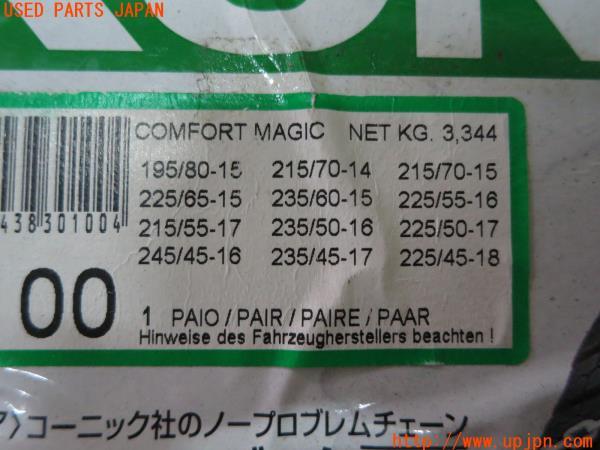 USED PARTS JAPAN
COMFORT MAGIC NET KG. 3,344
195/80-15 215/70-14 215/70-15
225/65-15 235/60-15 225/55-16
215/55-17 235/50-16 225/50-17
245/45-16 235/45-17 225/45-18
438301004
00
1 PAIO / PAIR / PAIRE / PAAR
Hinweise des Fahrzeugherstellers beachten !
ア〉コーニック社のノープロブレムチェーン
http://www.upjpn.com/